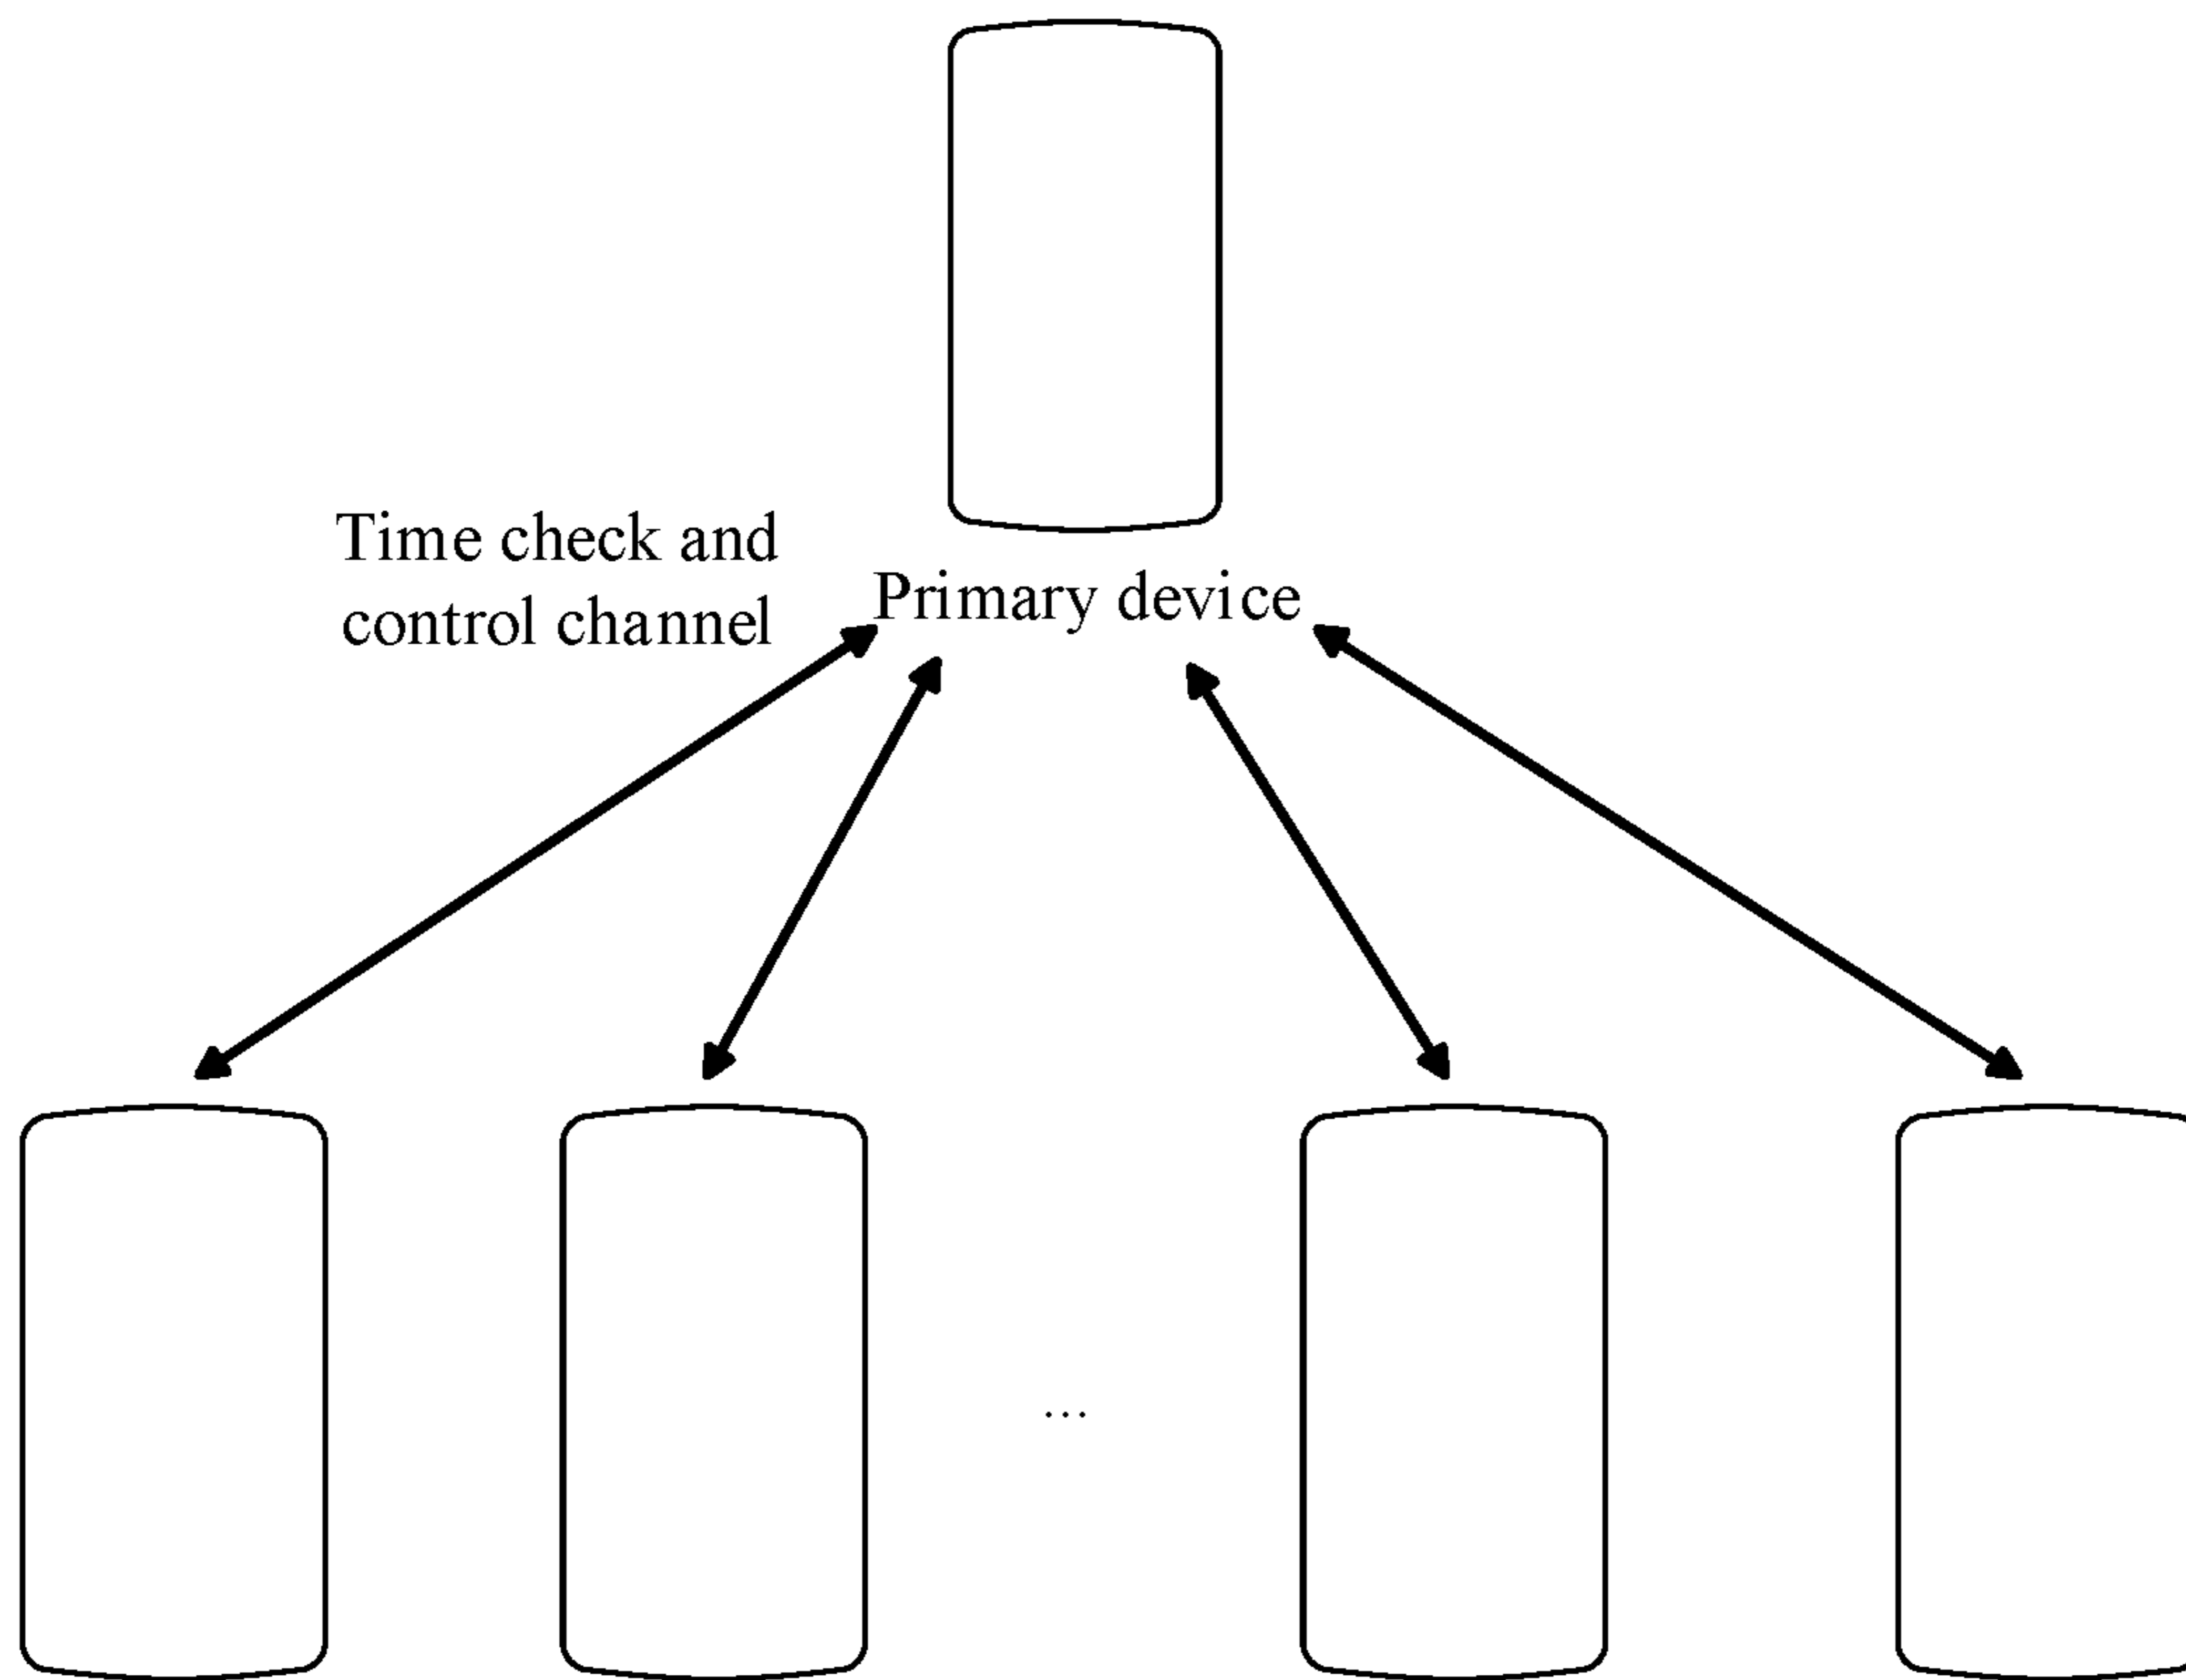 Time check and
control channel
Primary device
...